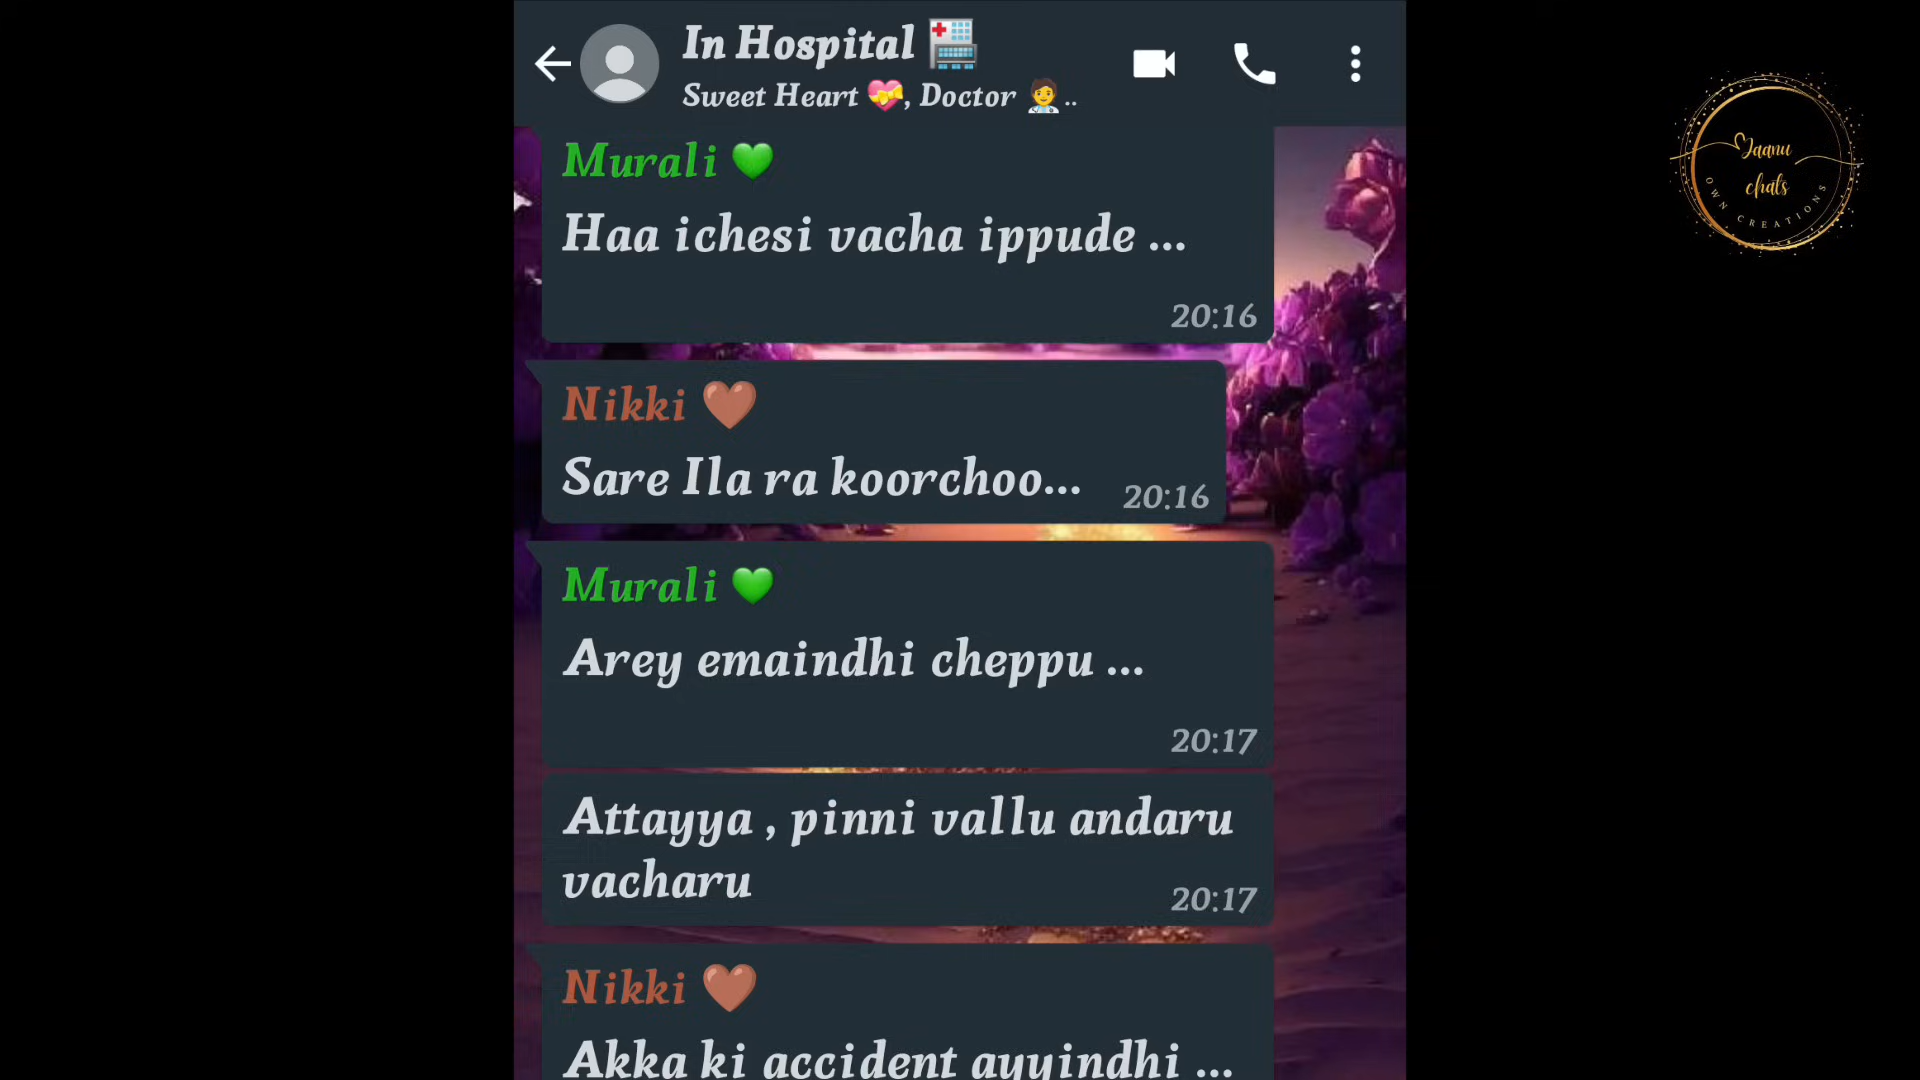 In Hospital 🏥
Sweet Heart 💝, Doctor 🧑‍⚕️..
Murali 💚
Haa ichesi vacha ippude ...
20:16
Nikki 🤎
Sare Ila ra koorchoo...
20:16
Murali 💚
Arey emaindhi cheppu ...
20:17
Attayya , pinni vallu andaru
vacharu
20:17
Nikki 🤎
Akka ki accident ayyindhi ...
Jaanu
chats
OWN CREATIONS